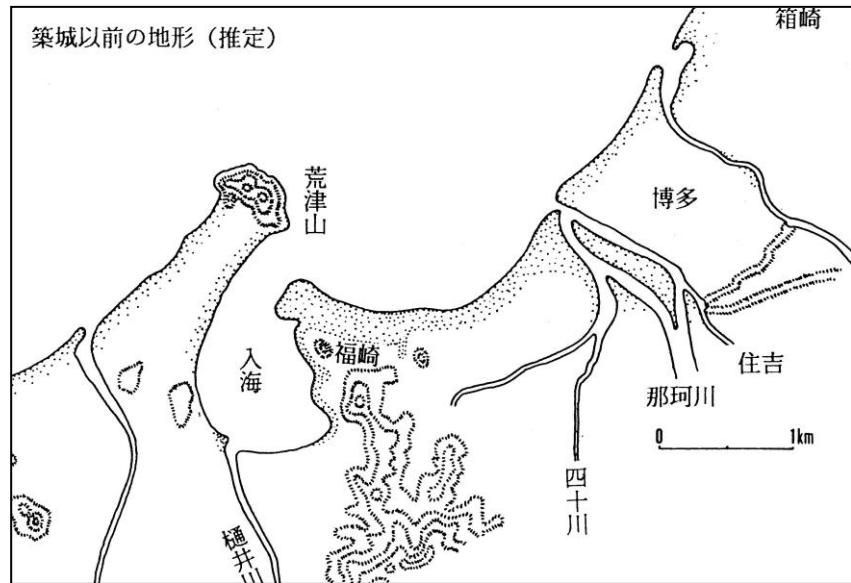 築城以前の地形（推定）
箱崎
荒津山
博多
入海
福崎
住吉
那珂川
0 1km
四十川
樋井川